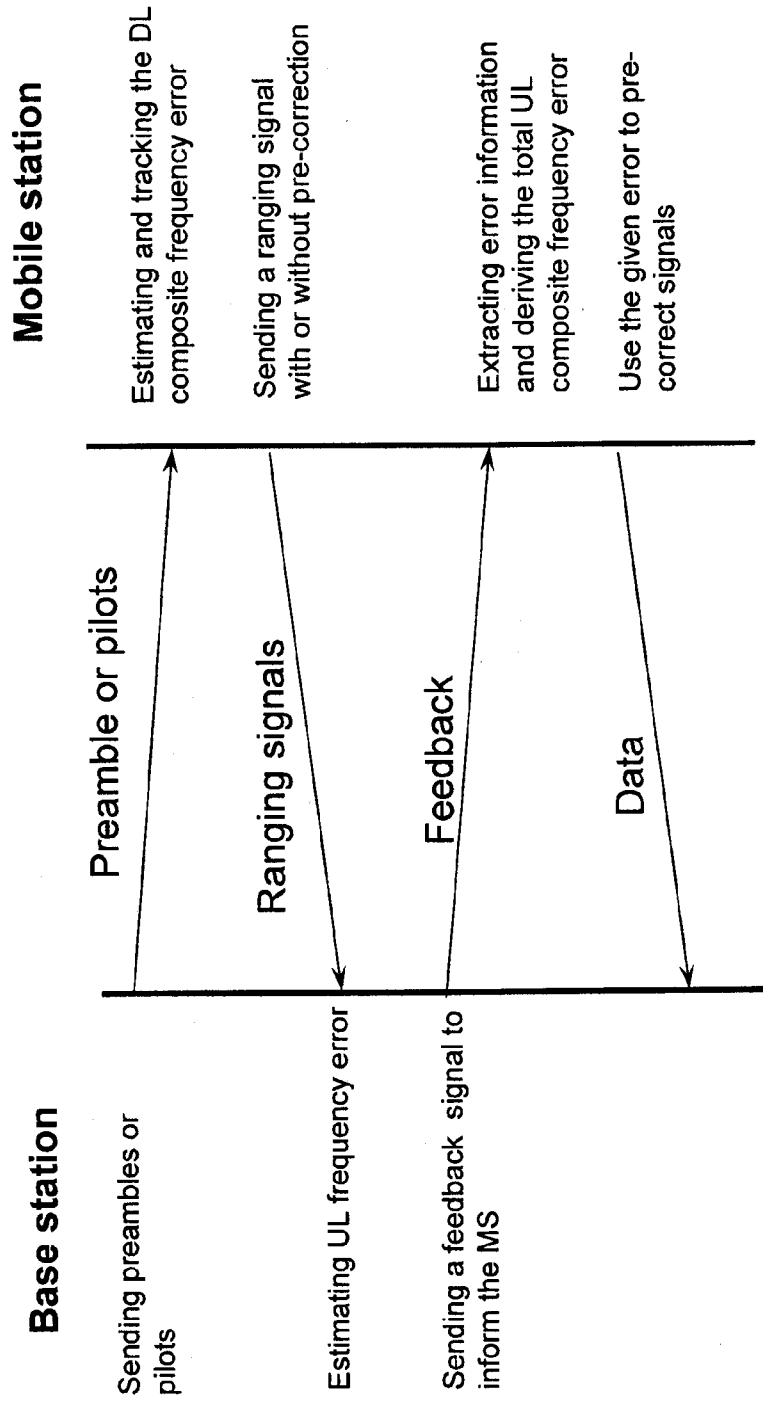 Base station
Mobile station
Sending preambles or
pilots
Preamble or pilots
Estimating and tracking the DL
composite frequency error
Sending a ranging signal
with or without pre-correction
Ranging signals
Estimating UL frequency error
Sending a feedback signal to
inform the MS
Feedback
Extracting error information
and deriving the total UL
composite frequency error
Use the given error to pre-
correct signals
Data